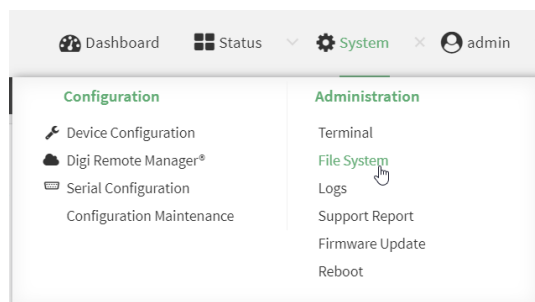 Dashboard Status System admin
Configuration
Device Configuration
Digi Remote Manager®
Serial Configuration
Configuration Maintenance
Administration
Terminal
File System
Logs
Support Report
Firmware Update
Reboot